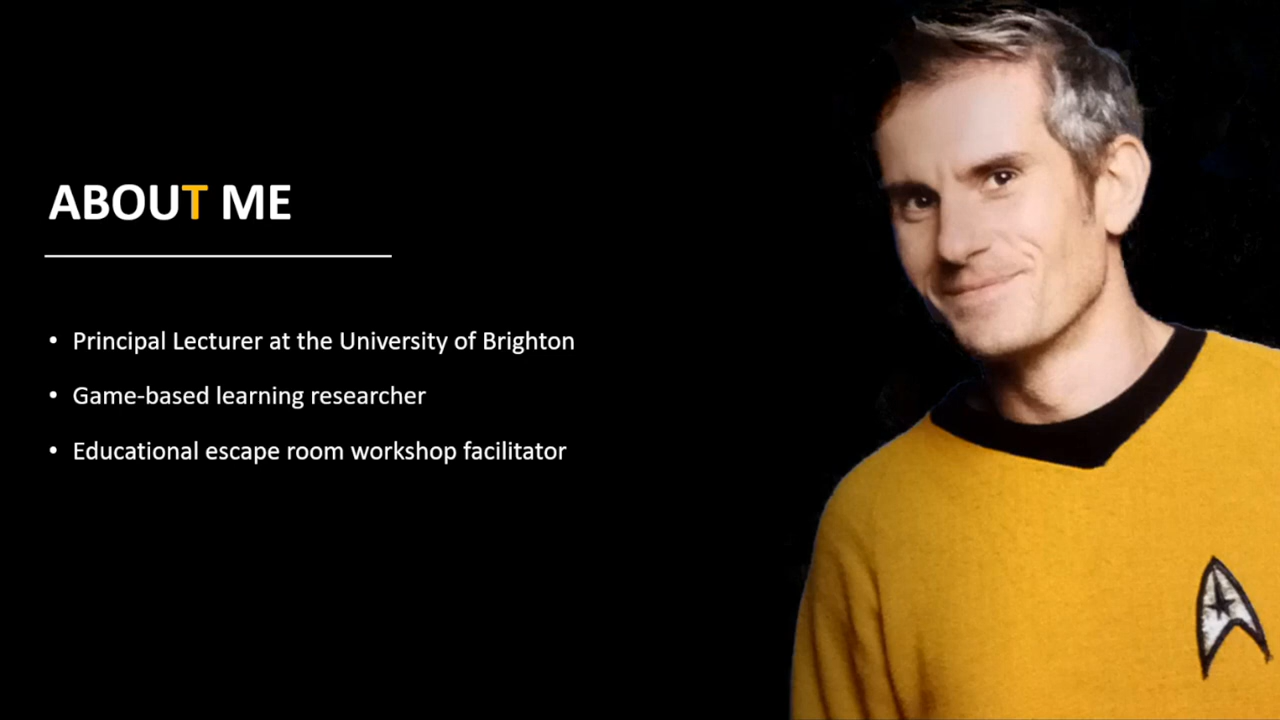 ABOUT ME
• Principal Lecturer at the University of Brighton
• Game-based learning researcher
• Educational escape room workshop facilitator